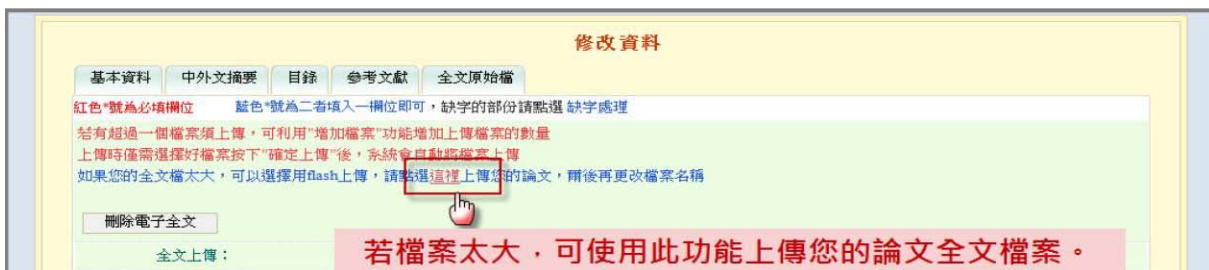 修改資料
基本資料 中外文摘要 目錄 參考文獻 全文原始檔
紅色*號為必填欄位 藍色*號為二者填入一欄位即可，缺字的部份請點選 缺字處理
若有超過一個檔案須上傳，可利用"增加檔案"功能增加上傳檔案的數量
上傳時僅需選擇好檔案按下"確定上傳"後，系統會自動將檔案上傳
如果您的全文檔太大，可以選擇用flash上傳，請點選這裡上傳您的論文，爾後再更改檔案名稱
刪除電子全文
全文上傳：
若檔案太大，可使用此功能上傳您的論文全文檔案。